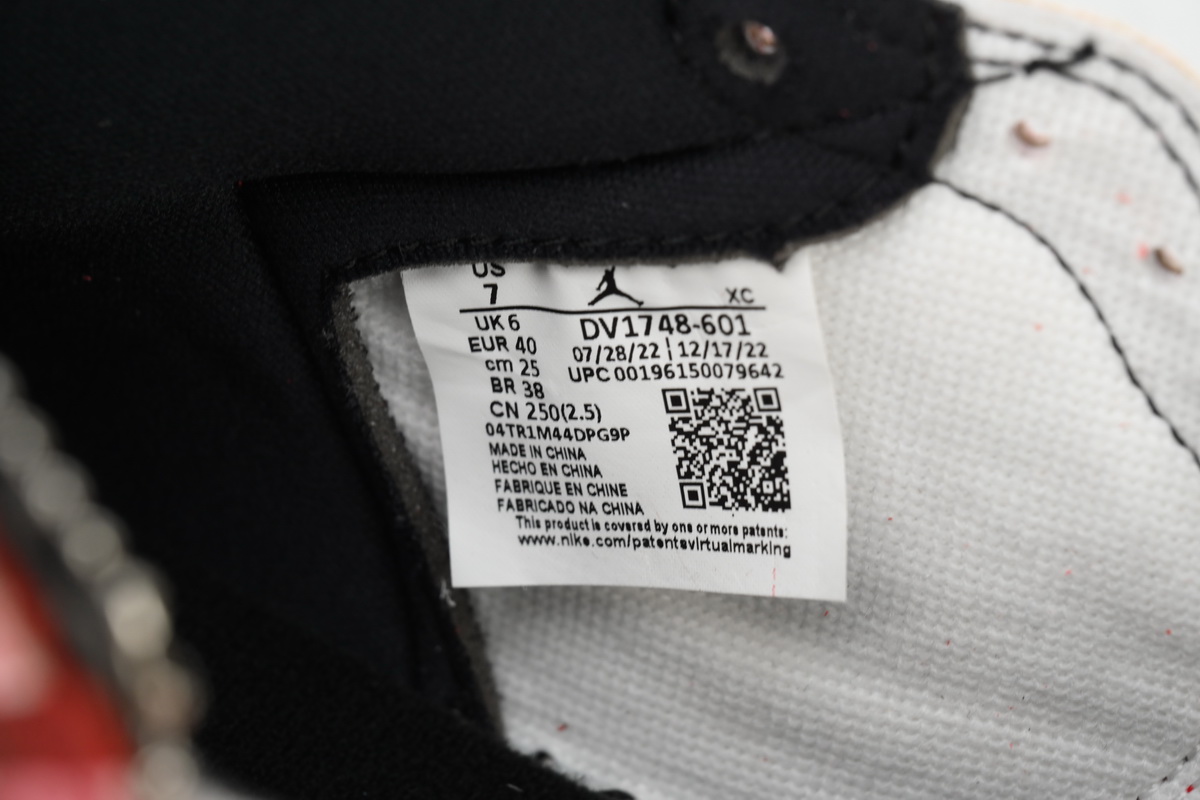 US
7
XC
UK 6
EUR 40
cm 25
BR 38
CN 250(2.5)
DV1748-601
07/28/22 | 12/17/22
UPC 00196150079642
04TR1M44DPG9P
MADE IN CHINA
HECHO EN CHINA
FABRIQUE EN CHINE
FABRICADO NA CHINA
This product is covered by one or more patents:
www.nike.com/patentsvirtualmarking